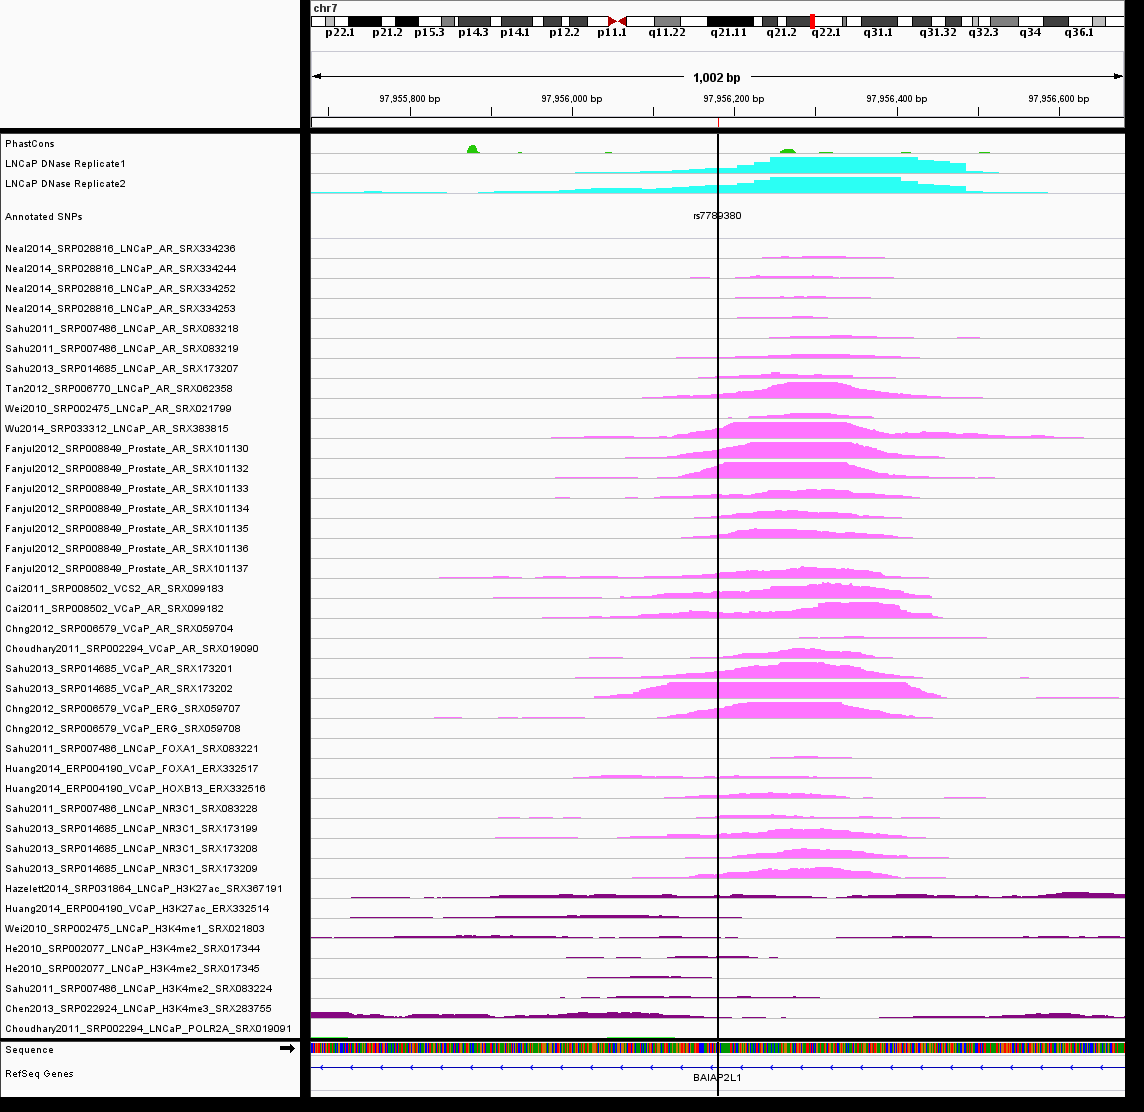 chr7
p22.1 p21.2 p15.3 p14.3 p14.1 p12.2 p11.1 q11.22 q21.11 q21.2 q22.1 q31.1 q31.32 q32.3 q34 q36.1
1,002 bp
97,955,800 bp 97,956,000 bp 97,956,200 bp 97,956,400 bp 97,956,600 bp
PhastCons
LNCaP DNase Replicate1
LNCaP DNase Replicate2
Annotated SNPs rs7789380
Neal2014_SRP028816_LNCaP_AR_SRX334236
Neal2014_SRP028816_LNCaP_AR_SRX334244
Neal2014_SRP028816_LNCaP_AR_SRX334252
Neal2014_SRP028816_LNCaP_AR_SRX334253
Sahu2011_SRP007486_LNCaP_AR_SRX083218
Sahu2011_SRP007486_LNCaP_AR_SRX083219
Sahu2013_SRP014685_LNCaP_AR_SRX173207
Tan2012_SRP006770_LNCaP_AR_SRX062358
Wei2010_SRP002475_LNCaP_AR_SRX021799
Wu2014_SRP033312_LNCaP_AR_SRX383815
Fanjul2012_SRP008849_Prostate_AR_SRX101130
Fanjul2012_SRP008849_Prostate_AR_SRX101132
Fanjul2012_SRP008849_Prostate_AR_SRX101133
Fanjul2012_SRP008849_Prostate_AR_SRX101134
Fanjul2012_SRP008849_Prostate_AR_SRX101135
Fanjul2012_SRP008849_Prostate_AR_SRX101136
Fanjul2012_SRP008849_Prostate_AR_SRX101137
Cai2011_SRP008502_VCS2_AR_SRX099183
Cai2011_SRP008502_VCaP_AR_SRX099182
Chng2012_SRP006579_VCaP_AR_SRX059704
Choudhary2011_SRP002294_VCaP_AR_SRX019090
Sahu2013_SRP014685_VCaP_AR_SRX173201
Sahu2013_SRP014685_VCaP_AR_SRX173202
Chng2012_SRP006579_VCaP_ERG_SRX059707
Chng2012_SRP006579_VCaP_ERG_SRX059708
Sahu2011_SRP007486_LNCaP_FOXA1_SRX083221
Huang2014_ERP004190_VCaP_FOXA1_ERX332517
Huang2014_ERP004190_VCaP_HOXB13_ERX332516
Sahu2011_SRP007486_LNCaP_NR3C1_SRX083228
Sahu2013_SRP014685_LNCaP_NR3C1_SRX173199
Sahu2013_SRP014685_LNCaP_NR3C1_SRX173208
Sahu2013_SRP014685_LNCaP_NR3C1_SRX173209
Hazelett2014_SRP031864_LNCaP_H3K27ac_SRX367191
Huang2014_ERP004190_VCaP_H3K27ac_ERX332514
Wei2010_SRP002475_LNCaP_H3K4me1_SRX021803
He2010_SRP002077_LNCaP_H3K4me2_SRX017344
He2010_SRP002077_LNCaP_H3K4me2_SRX017345
Sahu2011_SRP007486_LNCaP_H3K4me2_SRX083224
Chen2013_SRP022924_LNCaP_H3K4me3_SRX283755
Choudhary2011_SRP002294_LNCaP_POLR2A_SRX019091
Sequence
RefSeq Genes BAIAP2L1